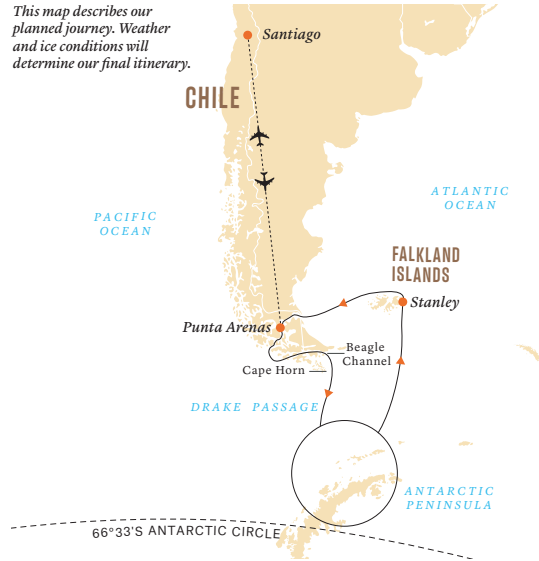 This map describes our
planned journey. Weather
and ice conditions will
determine our final itinerary.
Santiago
CHILE
PACIFIC
OCEAN
ATLANTIC
OCEAN
FALKLAND
ISLANDS
Stanley
Punta Arenas
Beagle
Channel
Cape Horn
DRAKE PASSAGE
ANTARCTIC
PENINSULA
66°33'S ANTARCTIC CIRCLE